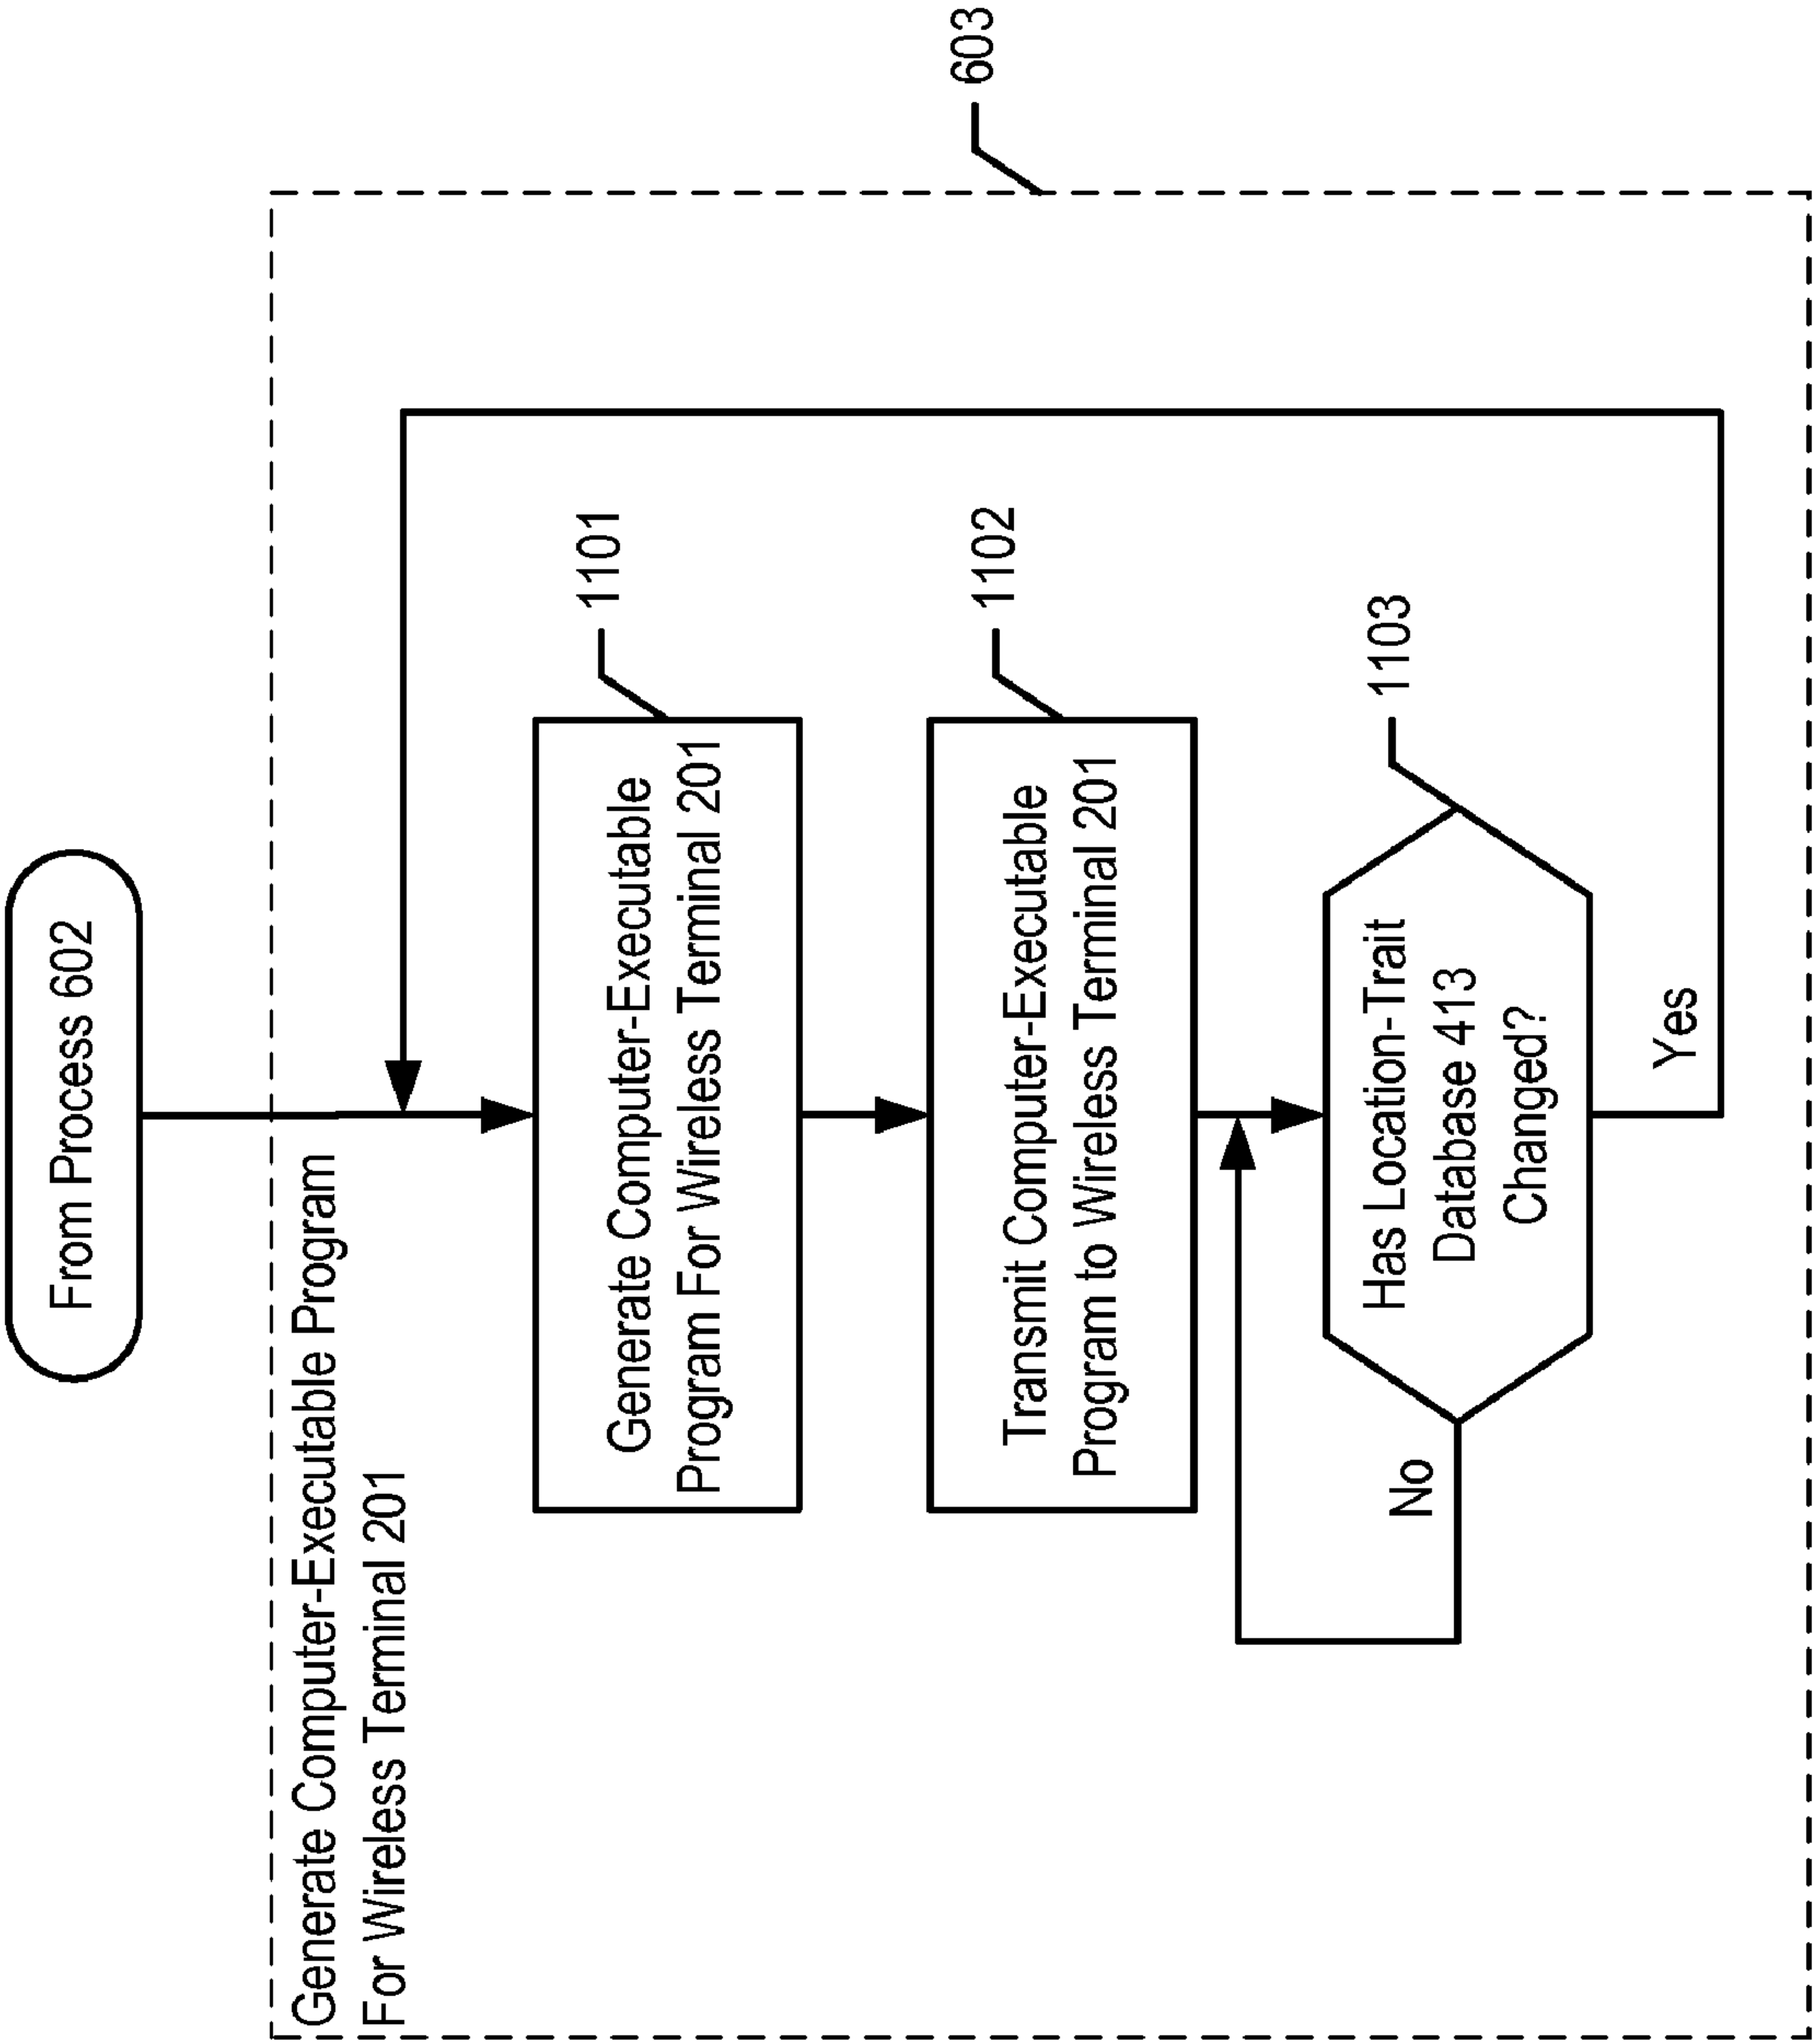 From Process 602
Generate Computer-Executable Program
For Wireless Terminal 201
603
Generate Computer-Executable
Program For Wireless Terminal 201
1101
Transmit Computer-Executable
Program to Wireless Terminal 201
1102
Has Location-Trait
Database 413
Changed?
1103
No
Yes